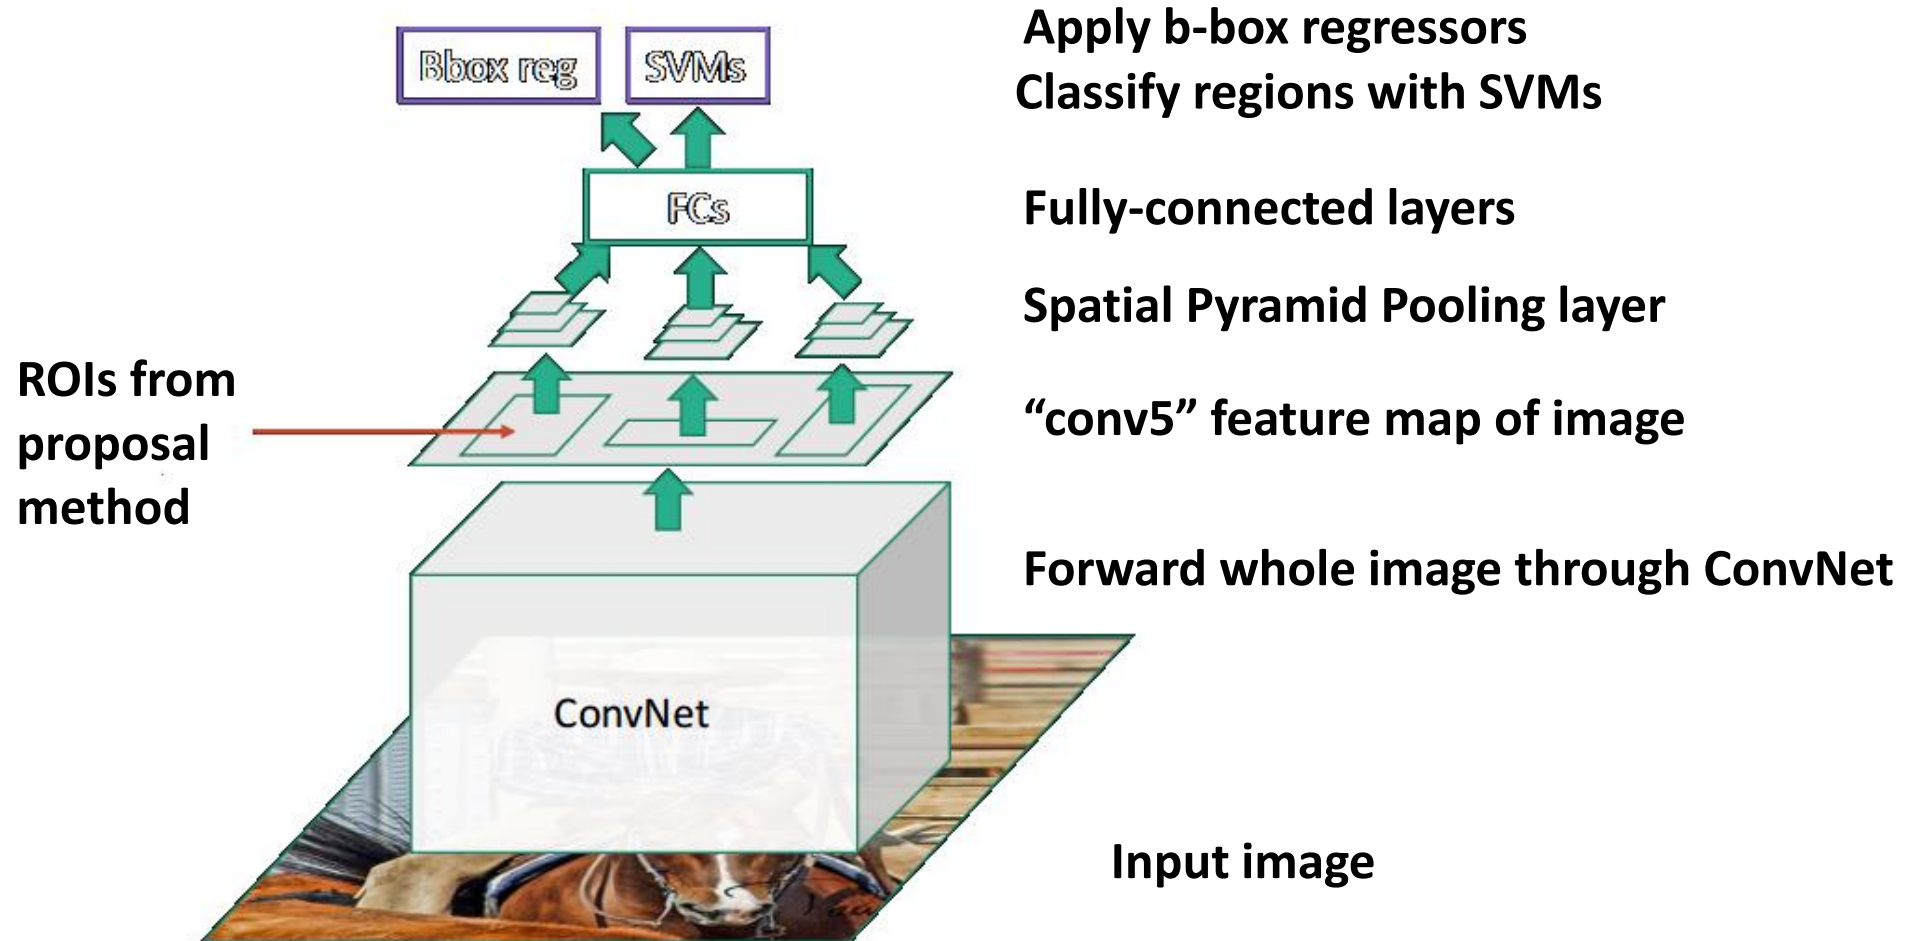 Bbox reg
SVMs
Apply b-box regressors
Classify regions with SVMs
FCs
Fully-connected layers
Spatial Pyramid Pooling layer
ROIs from
proposal
method
“conv5” feature map of image
Forward whole image through ConvNet
ConvNet
Input image